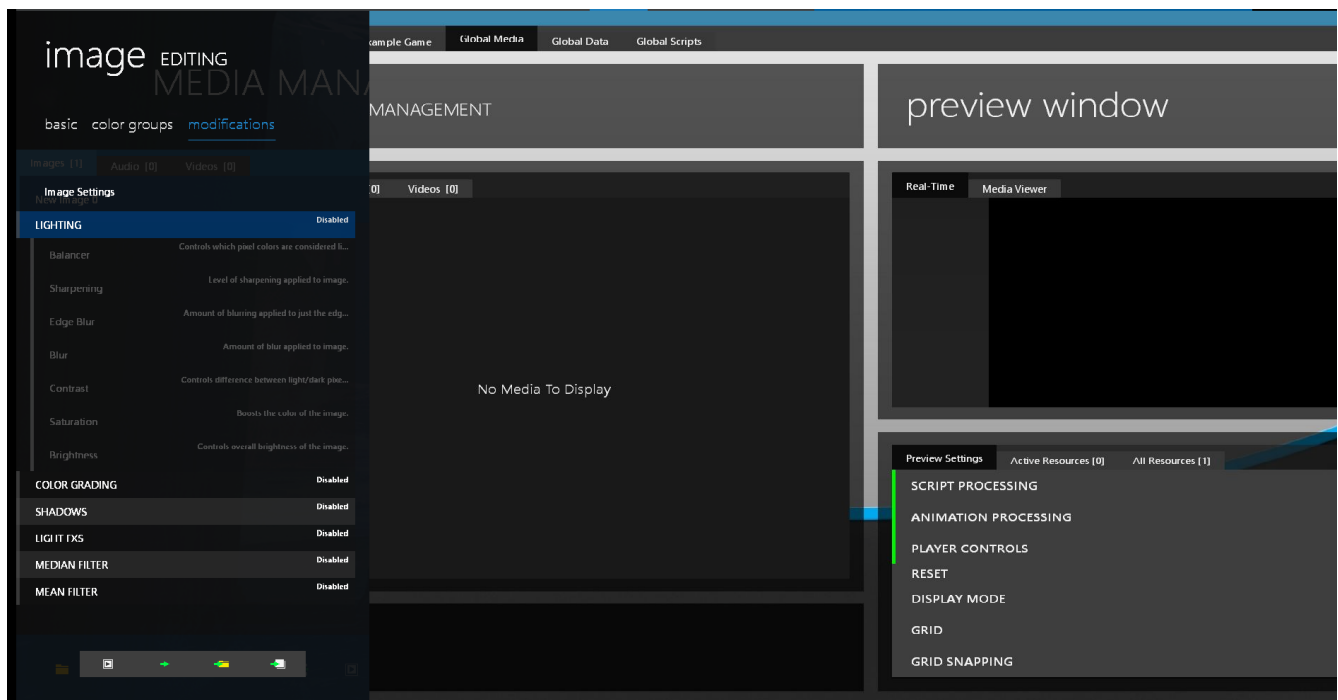 image EDITING
MEDIA MAN
basic color groups modifications
Images [1] Audio [0] Videos [0]
Image Settings
New Image 0
LIGHTING Disabled
Balancer Controls which pixel colors are considered li...
Sharpening Level of sharpening applied to image.
Edge Blur Amount of blurring applied to just the edg...
Blur Amount of blur applied to image.
Contrast Controls difference between light/dark pixe...
Saturation Boosts the color of the image.
Brightness Controls overall brightness of the image.
COLOR GRADING Disabled
SHADOWS Disabled
LIGHT FXS Disabled
MEDIAN FILTER Disabled
MEAN FILTER Disabled
xample Game Global Media Global Data Global Scripts
MANAGEMENT
[0] Videos [0]
No Media To Display
preview window
Real-Time Media Viewer
Preview Settings Active Resources [0] All Resources [1]
SCRIPT PROCESSING
ANIMATION PROCESSING
PLAYER CONTROLS
RESET
DISPLAY MODE
GRID
GRID SNAPPING